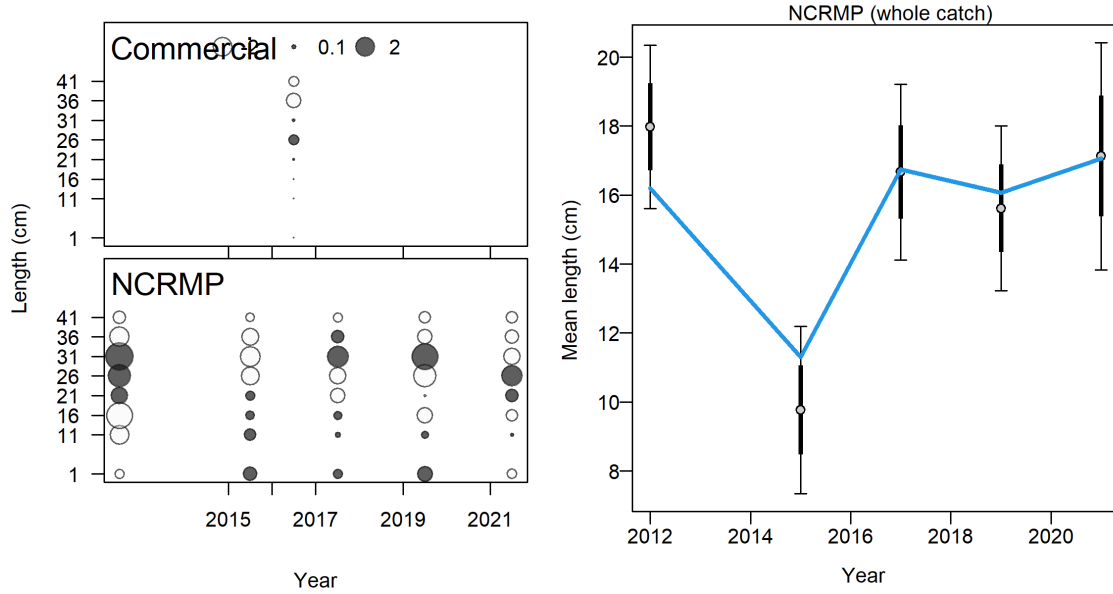 Commercial -2 0.1 2
41
36
31
26
21
16
11
1
Length (cm)
NCRMP
41
36
31
26
21
16
11
1
2015 2017 2019 2021
Year
NCRMP (whole catch)
20
18
16
14
12
10
8
Mean length (cm)
2012 2014 2016 2018 2020
Year